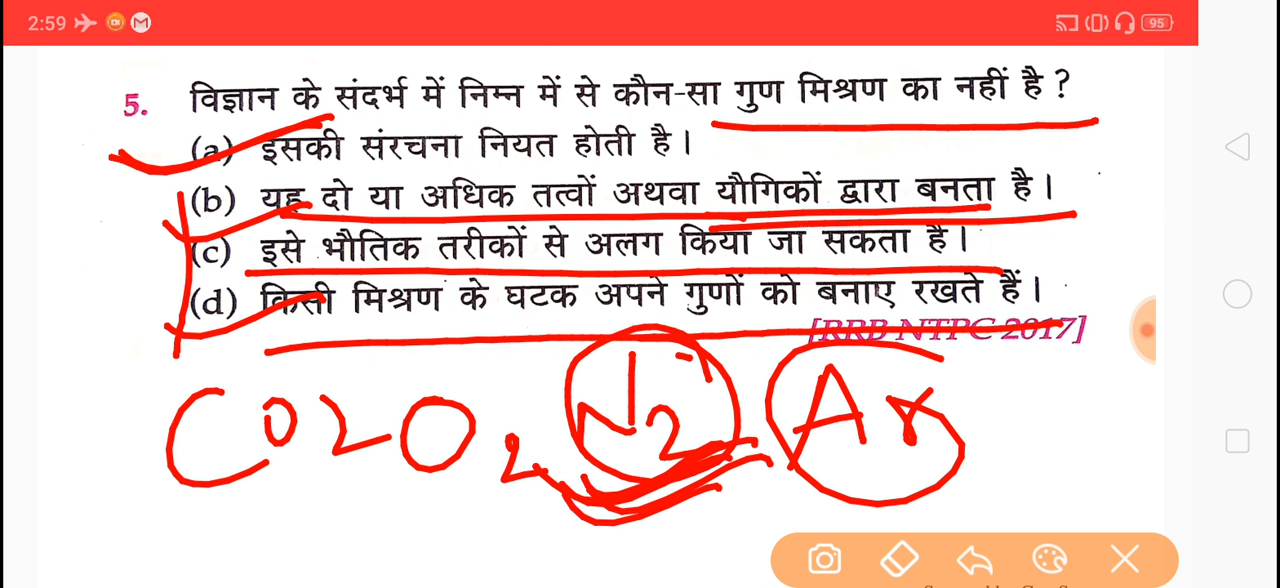 2:59 95
5. विज्ञान के संदर्भ में निम्न में से कौन-सा गुण मिश्रण का नहीं है ?
(a) इसकी संरचना नियत होती है।
(b) यह दो या अधिक तत्वों अथवा यौगिकों द्वारा बनता है।
(c) इसे भौतिक तरीकों से अलग किया जा सकता है।
(d) किसी मिश्रण के घटक अपने गुणों को बनाए रखते हैं।
[RRB NTPC 2017]
CO2 O2 N2 Ar